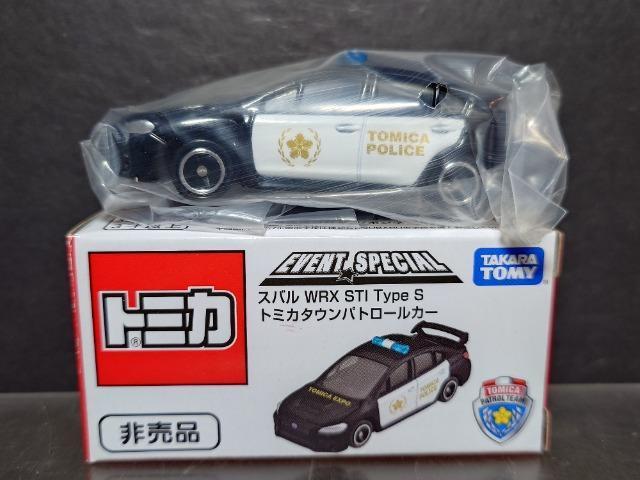 TOMICA
POLICE
EVENT SPECIAL
スバル WRX STI Type S
トミカタウンパトロールカー
TAKARA
TOMY
トミカ
®
非売品
TOMICA EXPO
TOMICA
POLICE
TOMICA
PATROL TEAM